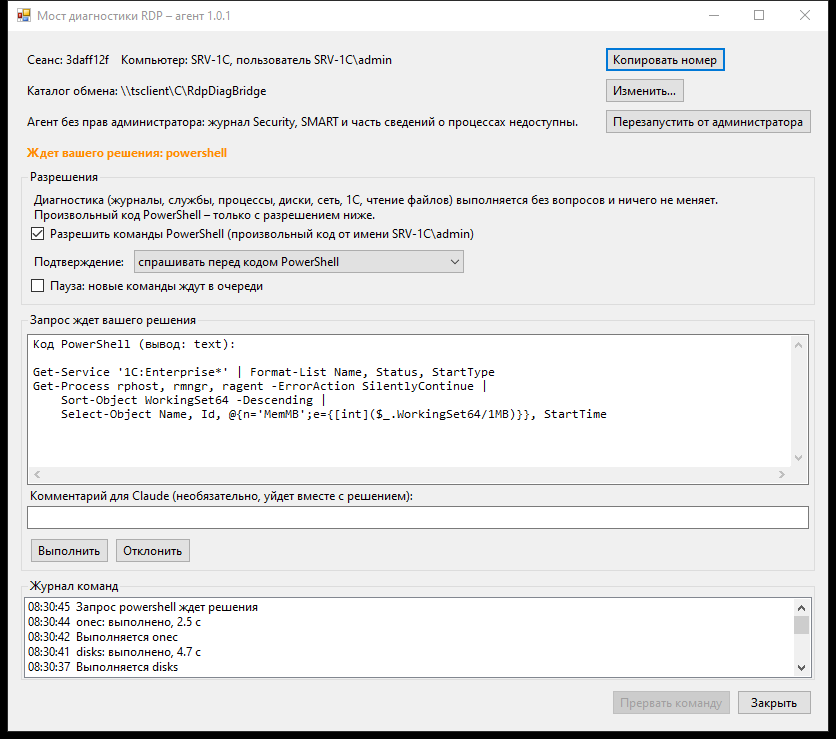 Мост диагностики RDP – агент 1.0.1
Сеанс: 3daff12f Компьютер: SRV-1C, пользователь SRV-1C\admin
Копировать номер
Каталог обмена: \\tsclient\C\RdpDiagBridge
Изменить...
Агент без прав администратора: журнал Security, SMART и часть сведений о процессах недоступны.
Перезапустить от администратора
Ждет вашего решения: powershell
Разрешения
Диагностика (журналы, службы, процессы, диски, сеть, 1С, чтение файлов) выполняется без вопросов и ничего не меняет.
Произвольный код PowerShell – только с разрешением ниже.
Разрешить команды PowerShell (произвольный код от имени SRV-1C\admin)
Подтверждение:
спрашивать перед кодом PowerShell
Пауза: новые команды ждут в очереди
Запрос ждет вашего решения
Код PowerShell (вывод: text):
Get-Service '1C:Enterprise*' | Format-List Name, Status, StartType
Get-Process rphost, rmngr, ragent -ErrorAction SilentlyContinue |
Sort-Object WorkingSet64 -Descending |
Select-Object Name, Id, @{n='MemMB';e={[int]($_.WorkingSet64/1MB)}}, StartTime
Комментарий для Claude (необязательно, уйдет вместе с решением):
Выполнить
Отклонить
Журнал команд
08:30:45 Запрос powershell ждет решения
08:30:44 onec: выполнено, 2.5 с
08:30:42 Выполняется onec
08:30:41 disks: выполнено, 4.7 с
08:30:37 Выполняется disks
Прервать команду
Закрыть